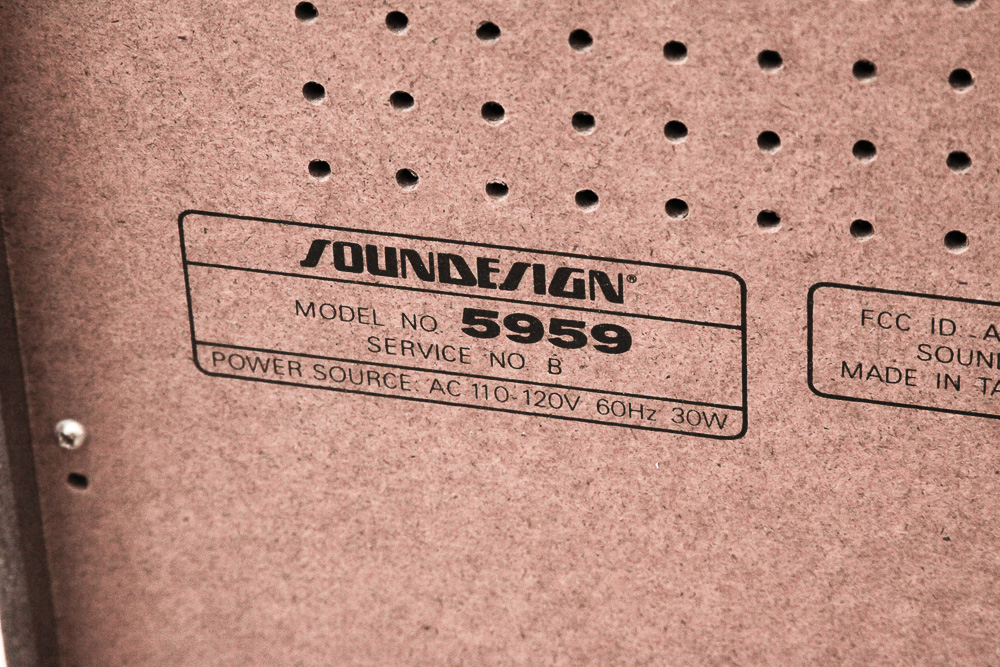 SOUNDESIGN®
MODEL NO. 5959
SERVICE NO. B
POWER SOURCE: AC 110-120V 60Hz 30W
FCC ID
MADE IN